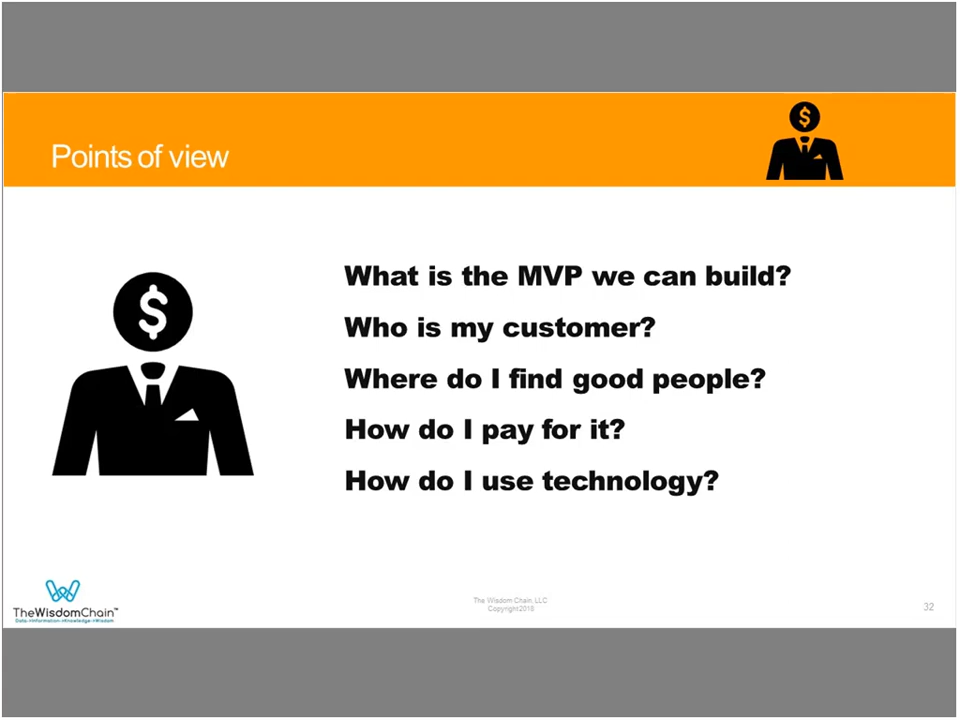 Points of view
$
$
What is the MVP we can build?
Who is my customer?
Where do I find good people?
How do I pay for it?
How do I use technology?
TheWisdomChain™
Data->Information->Knowledge->Wisdom
The Wisdom Chain, LLC
Copyright2016
32